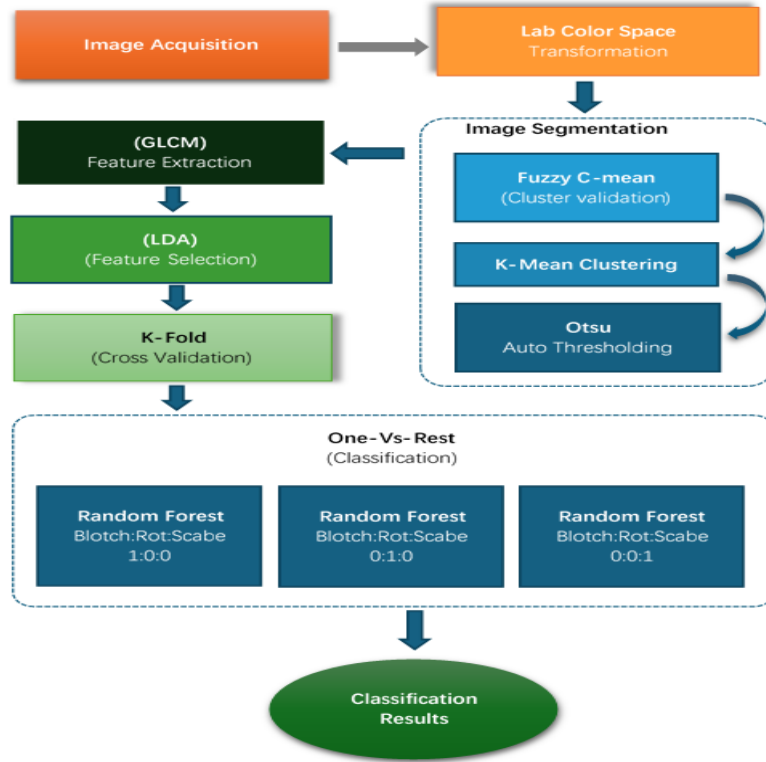 Image Acquisition
Lab Color Space
Transformation
Image Segmentation
Fuzzy C-mean
(Cluster validation)
K-Mean Clustering
Otsu
Auto Thresholding
(GLCM)
Feature Extraction
(LDA)
(Feature Selection)
K-Fold
(Cross Validation)
One-Vs-Rest
(Classification)
Random Forest
Blotch:Rot:Scabe
1:0:0
Random Forest
Blotch:Rot:Scabe
0:1:0
Random Forest
Blotch:Rot:Scabe
0:0:1
Classification
Results